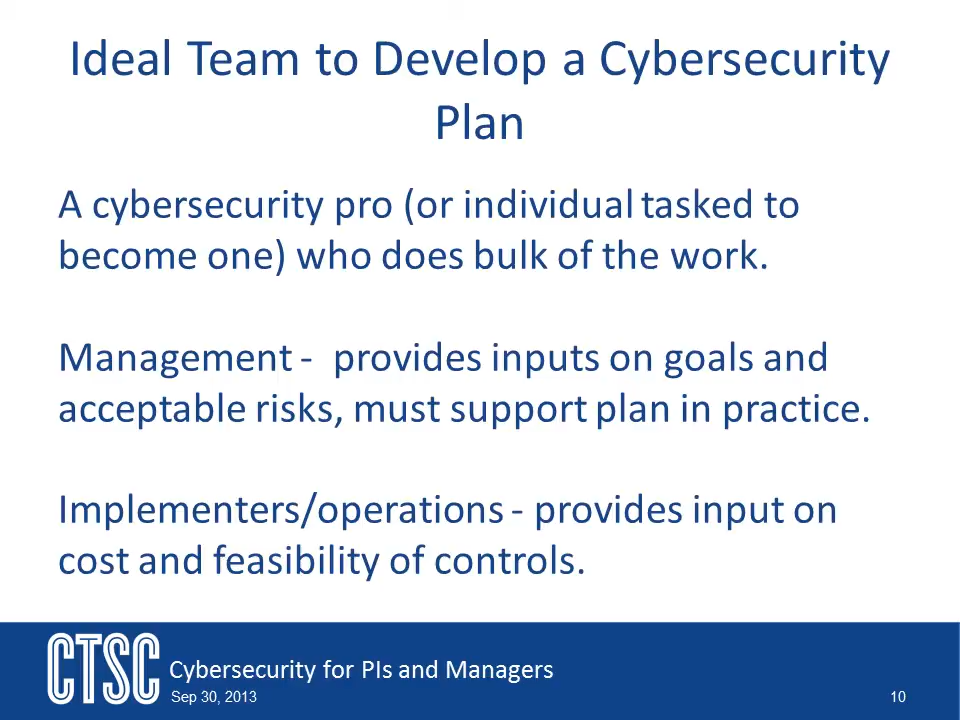 Ideal Team to Develop a Cybersecurity
Plan
A cybersecurity pro (or individual tasked to
become one) who does bulk of the work.
Management -  provides inputs on goals and
acceptable risks, must support plan in practice.
Implementers/operations - provides input on
cost and feasibility of controls.
CTSC
Cybersecurity for PIs and Managers
Sep 30, 2013
10